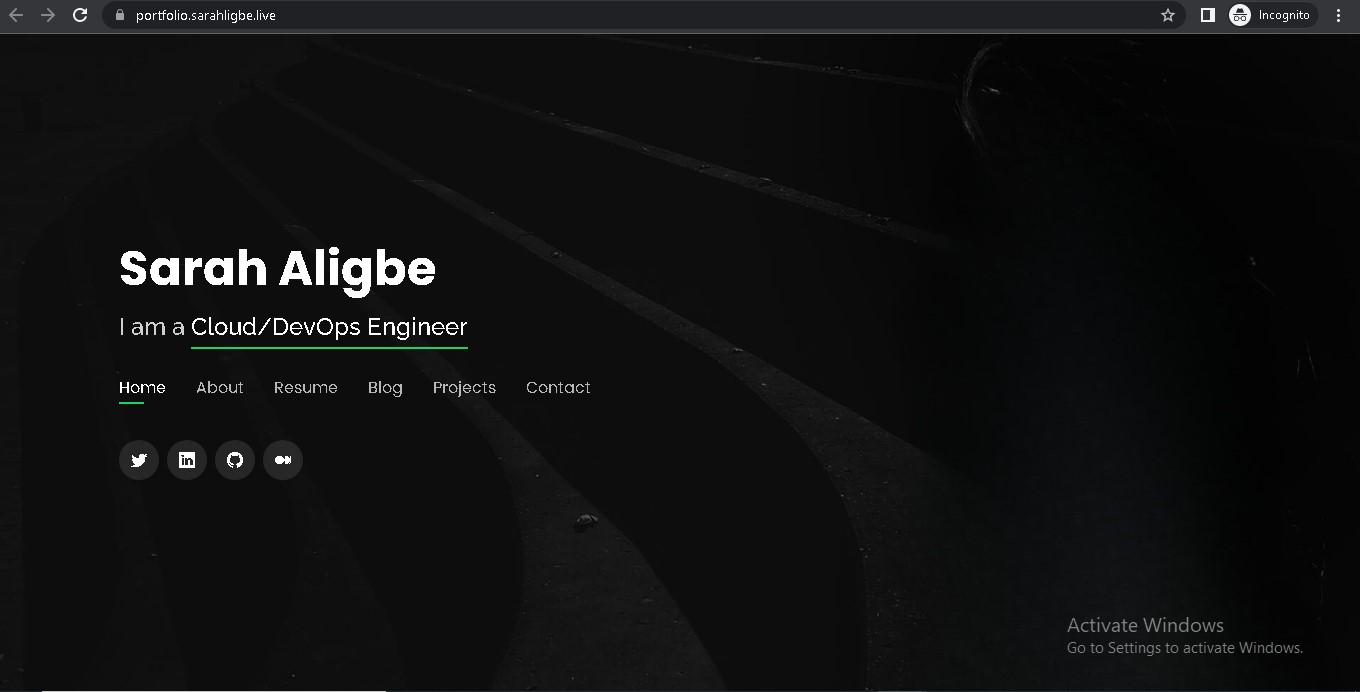 portfolio.sarahligbe.live
Incognito
Sarah Aligbe
I am a Cloud/DevOps Engineer
Home About Resume Blog Projects Contact
in
Activate Windows
Go to Settings to activate Windows.